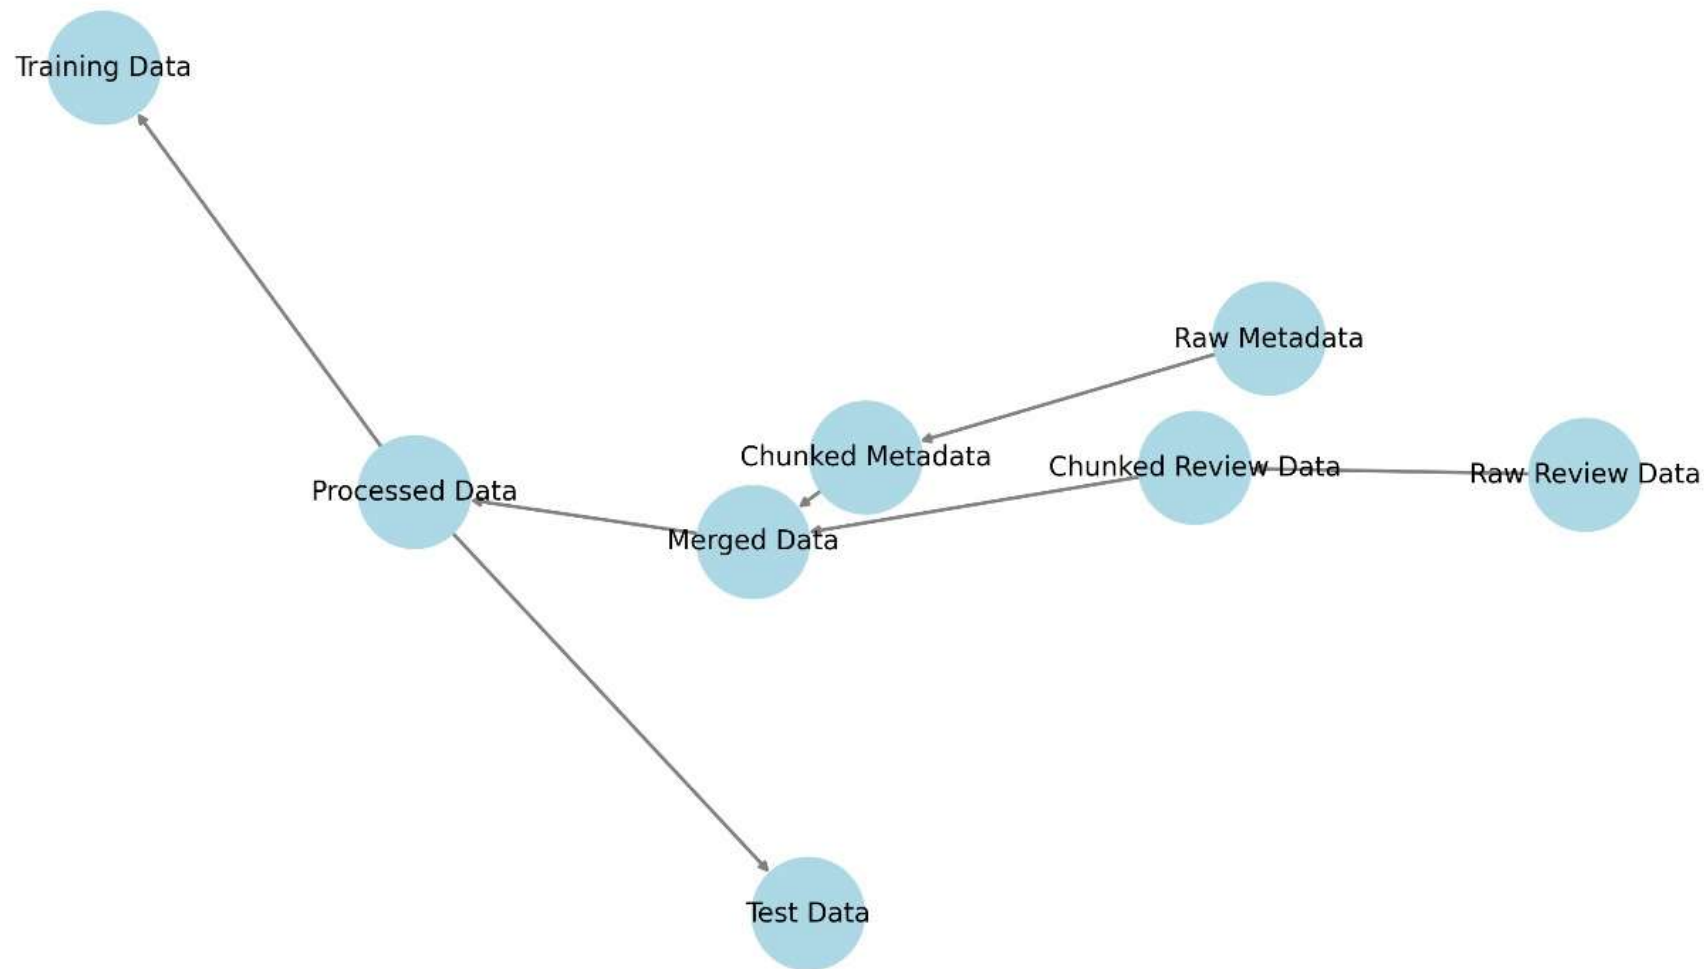 Training Data
Raw Metadata
Chunked Metadata
Chunked Review Data
Raw Review Data
Processed Data
Merged Data
Test Data